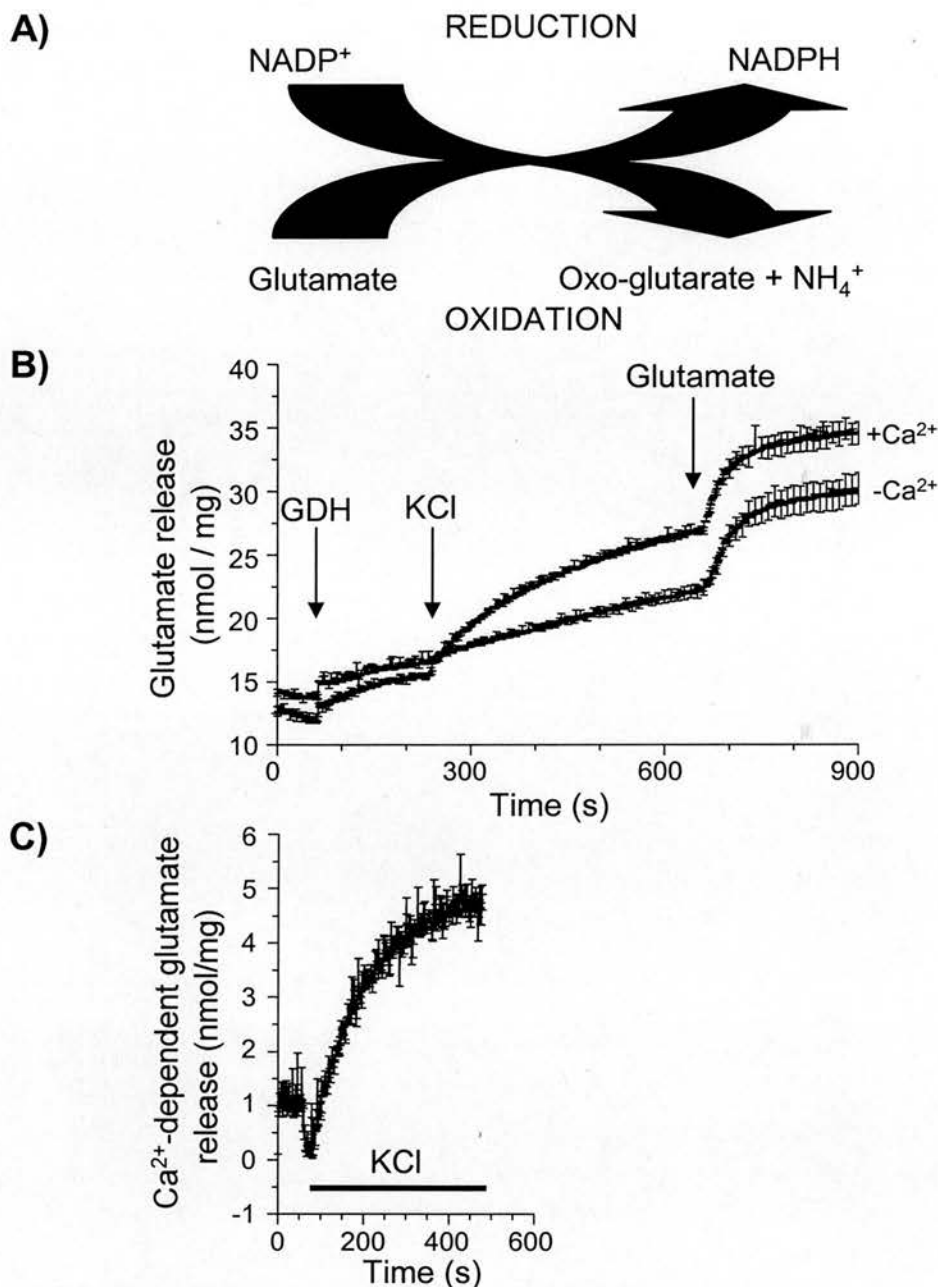 A)
REDUCTION
NADP+
NADPH
Glutamate
Oxo-glutarate + NH4+
OXIDATION
B)
Glutamate release
(nmol / mg)
40
35
30
25
20
15
10
GDH
KCl
Glutamate
+Ca2+
-Ca2+
0
300
600
900
Time (s)
C)
Ca2+-dependent glutamate
release (nmol/mg)
6
5
4
3
2
1
0
-1
KCl
0
200
400
600
Time (s)